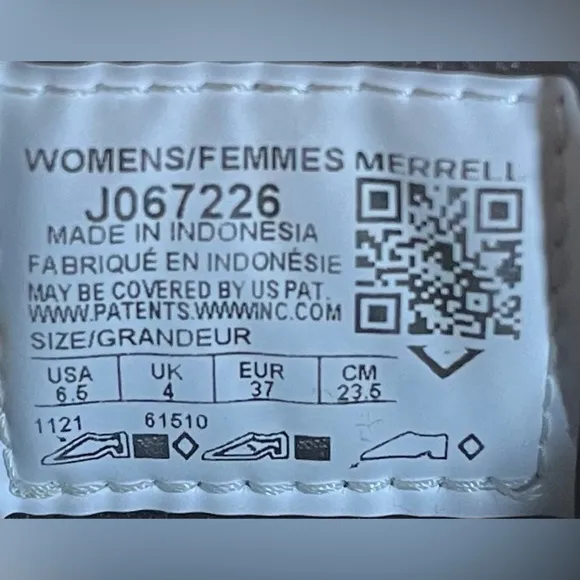 WOMENS/FEMMES MERRELL
J067226
MADE IN INDONESIA
FABRIQUÉ EN INDONÉSIE
MAY BE COVERED BY US PAT.
WWW.PATENTS.WWWINC.COM
SIZE/GRANDEUR
USA UK EUR CM
6.5 4 37 23.5
1121 61510